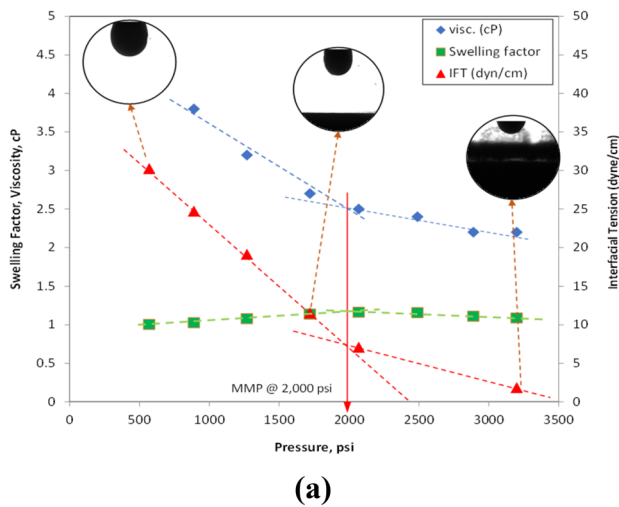 5
4.5
4
3.5
3
2.5
2
1.5
1
0.5
0
50
45
40
35
30
25
20
15
10
5
0
visc. (cP)
Swelling factor
IFT (dyn/cm)
Swelling Factor, Viscosity, cP
Interfacial Tension (dyne/cm)
MMP @ 2,000 psi
0 500 1000 1500 2000 2500 3000 3500
Pressure, psi
(a)